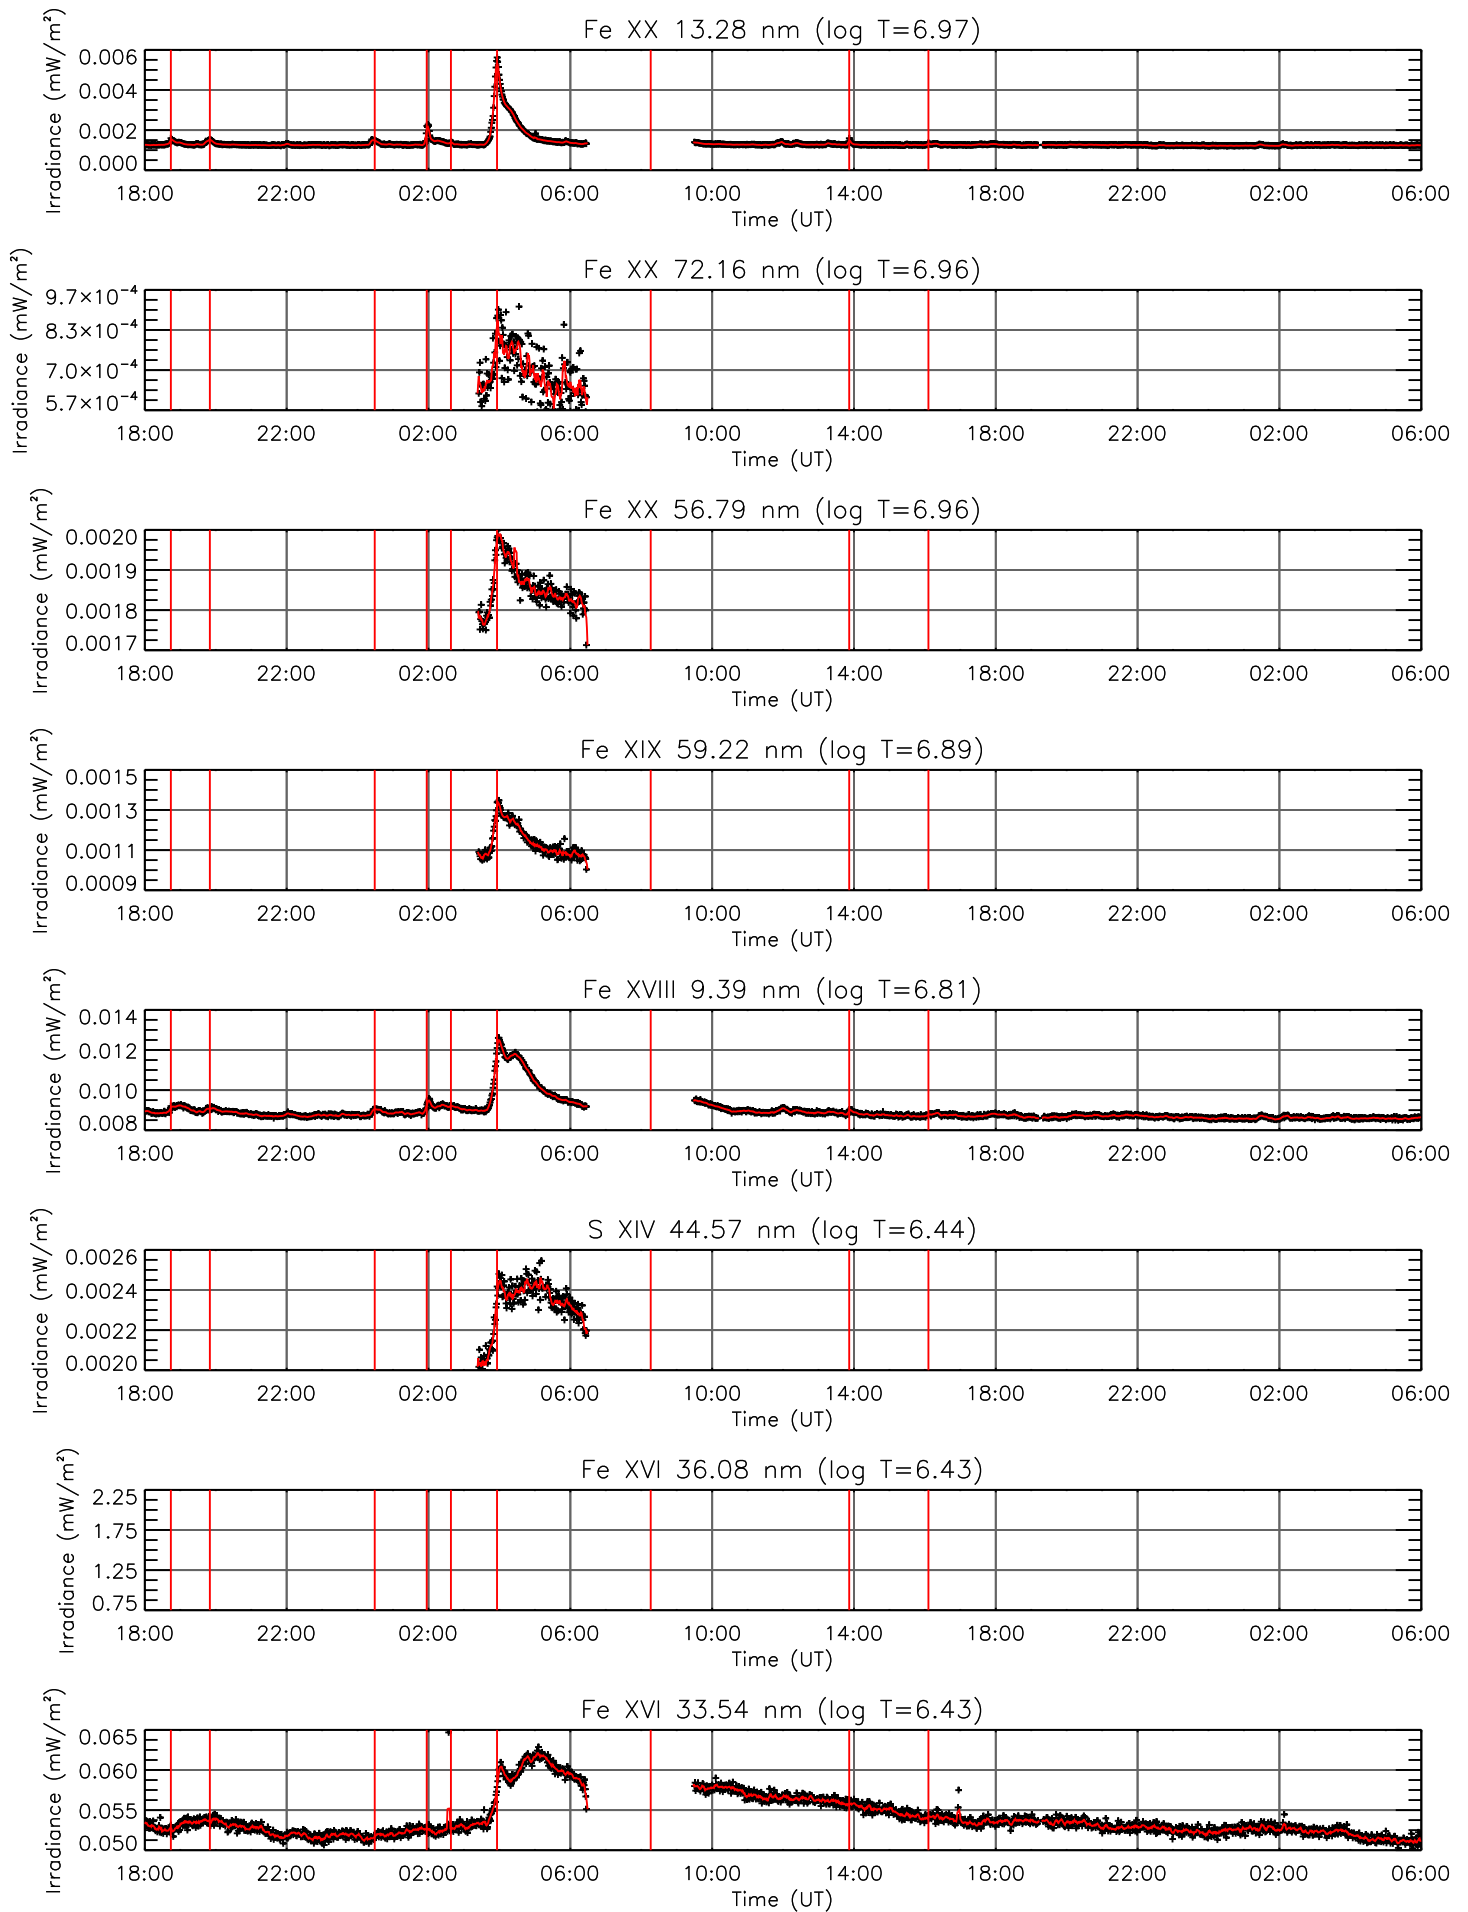 Fe XX 13.28 nm (log T=6.97)
Irradiance (mW/m²)
0.006
0.004
0.002
0.000
18:00 22:00 02:00 06:00 10:00 14:00 18:00 22:00 02:00 06:00
Time (UT)
Fe XX 72.16 nm (log T=6.96)
Irradiance (mW/m²)
9.7×10⁻⁴
8.3×10⁻⁴
7.0×10⁻⁴
5.7×10⁻⁴
18:00 22:00 02:00 06:00 10:00 14:00 18:00 22:00 02:00 06:00
Time (UT)
Fe XX 56.79 nm (log T=6.96)
Irradiance (mW/m²)
0.0020
0.0019
0.0018
0.0017
18:00 22:00 02:00 06:00 10:00 14:00 18:00 22:00 02:00 06:00
Time (UT)
Fe XIX 59.22 nm (log T=6.89)
Irradiance (mW/m²)
0.0015
0.0013
0.0011
0.0009
18:00 22:00 02:00 06:00 10:00 14:00 18:00 22:00 02:00 06:00
Time (UT)
Fe XVIII 9.39 nm (log T=6.81)
Irradiance (mW/m²)
0.014
0.012
0.010
0.008
18:00 22:00 02:00 06:00 10:00 14:00 18:00 22:00 02:00 06:00
Time (UT)
S XIV 44.57 nm (log T=6.44)
Irradiance (mW/m²)
0.0026
0.0024
0.0022
0.0020
18:00 22:00 02:00 06:00 10:00 14:00 18:00 22:00 02:00 06:00
Time (UT)
Fe XVI 36.08 nm (log T=6.43)
Irradiance (mW/m²)
2.25
1.75
1.25
0.75
18:00 22:00 02:00 06:00 10:00 14:00 18:00 22:00 02:00 06:00
Time (UT)
Fe XVI 33.54 nm (log T=6.43)
Irradiance (mW/m²)
0.065
0.060
0.055
0.050
18:00 22:00 02:00 06:00 10:00 14:00 18:00 22:00 02:00 06:00
Time (UT)